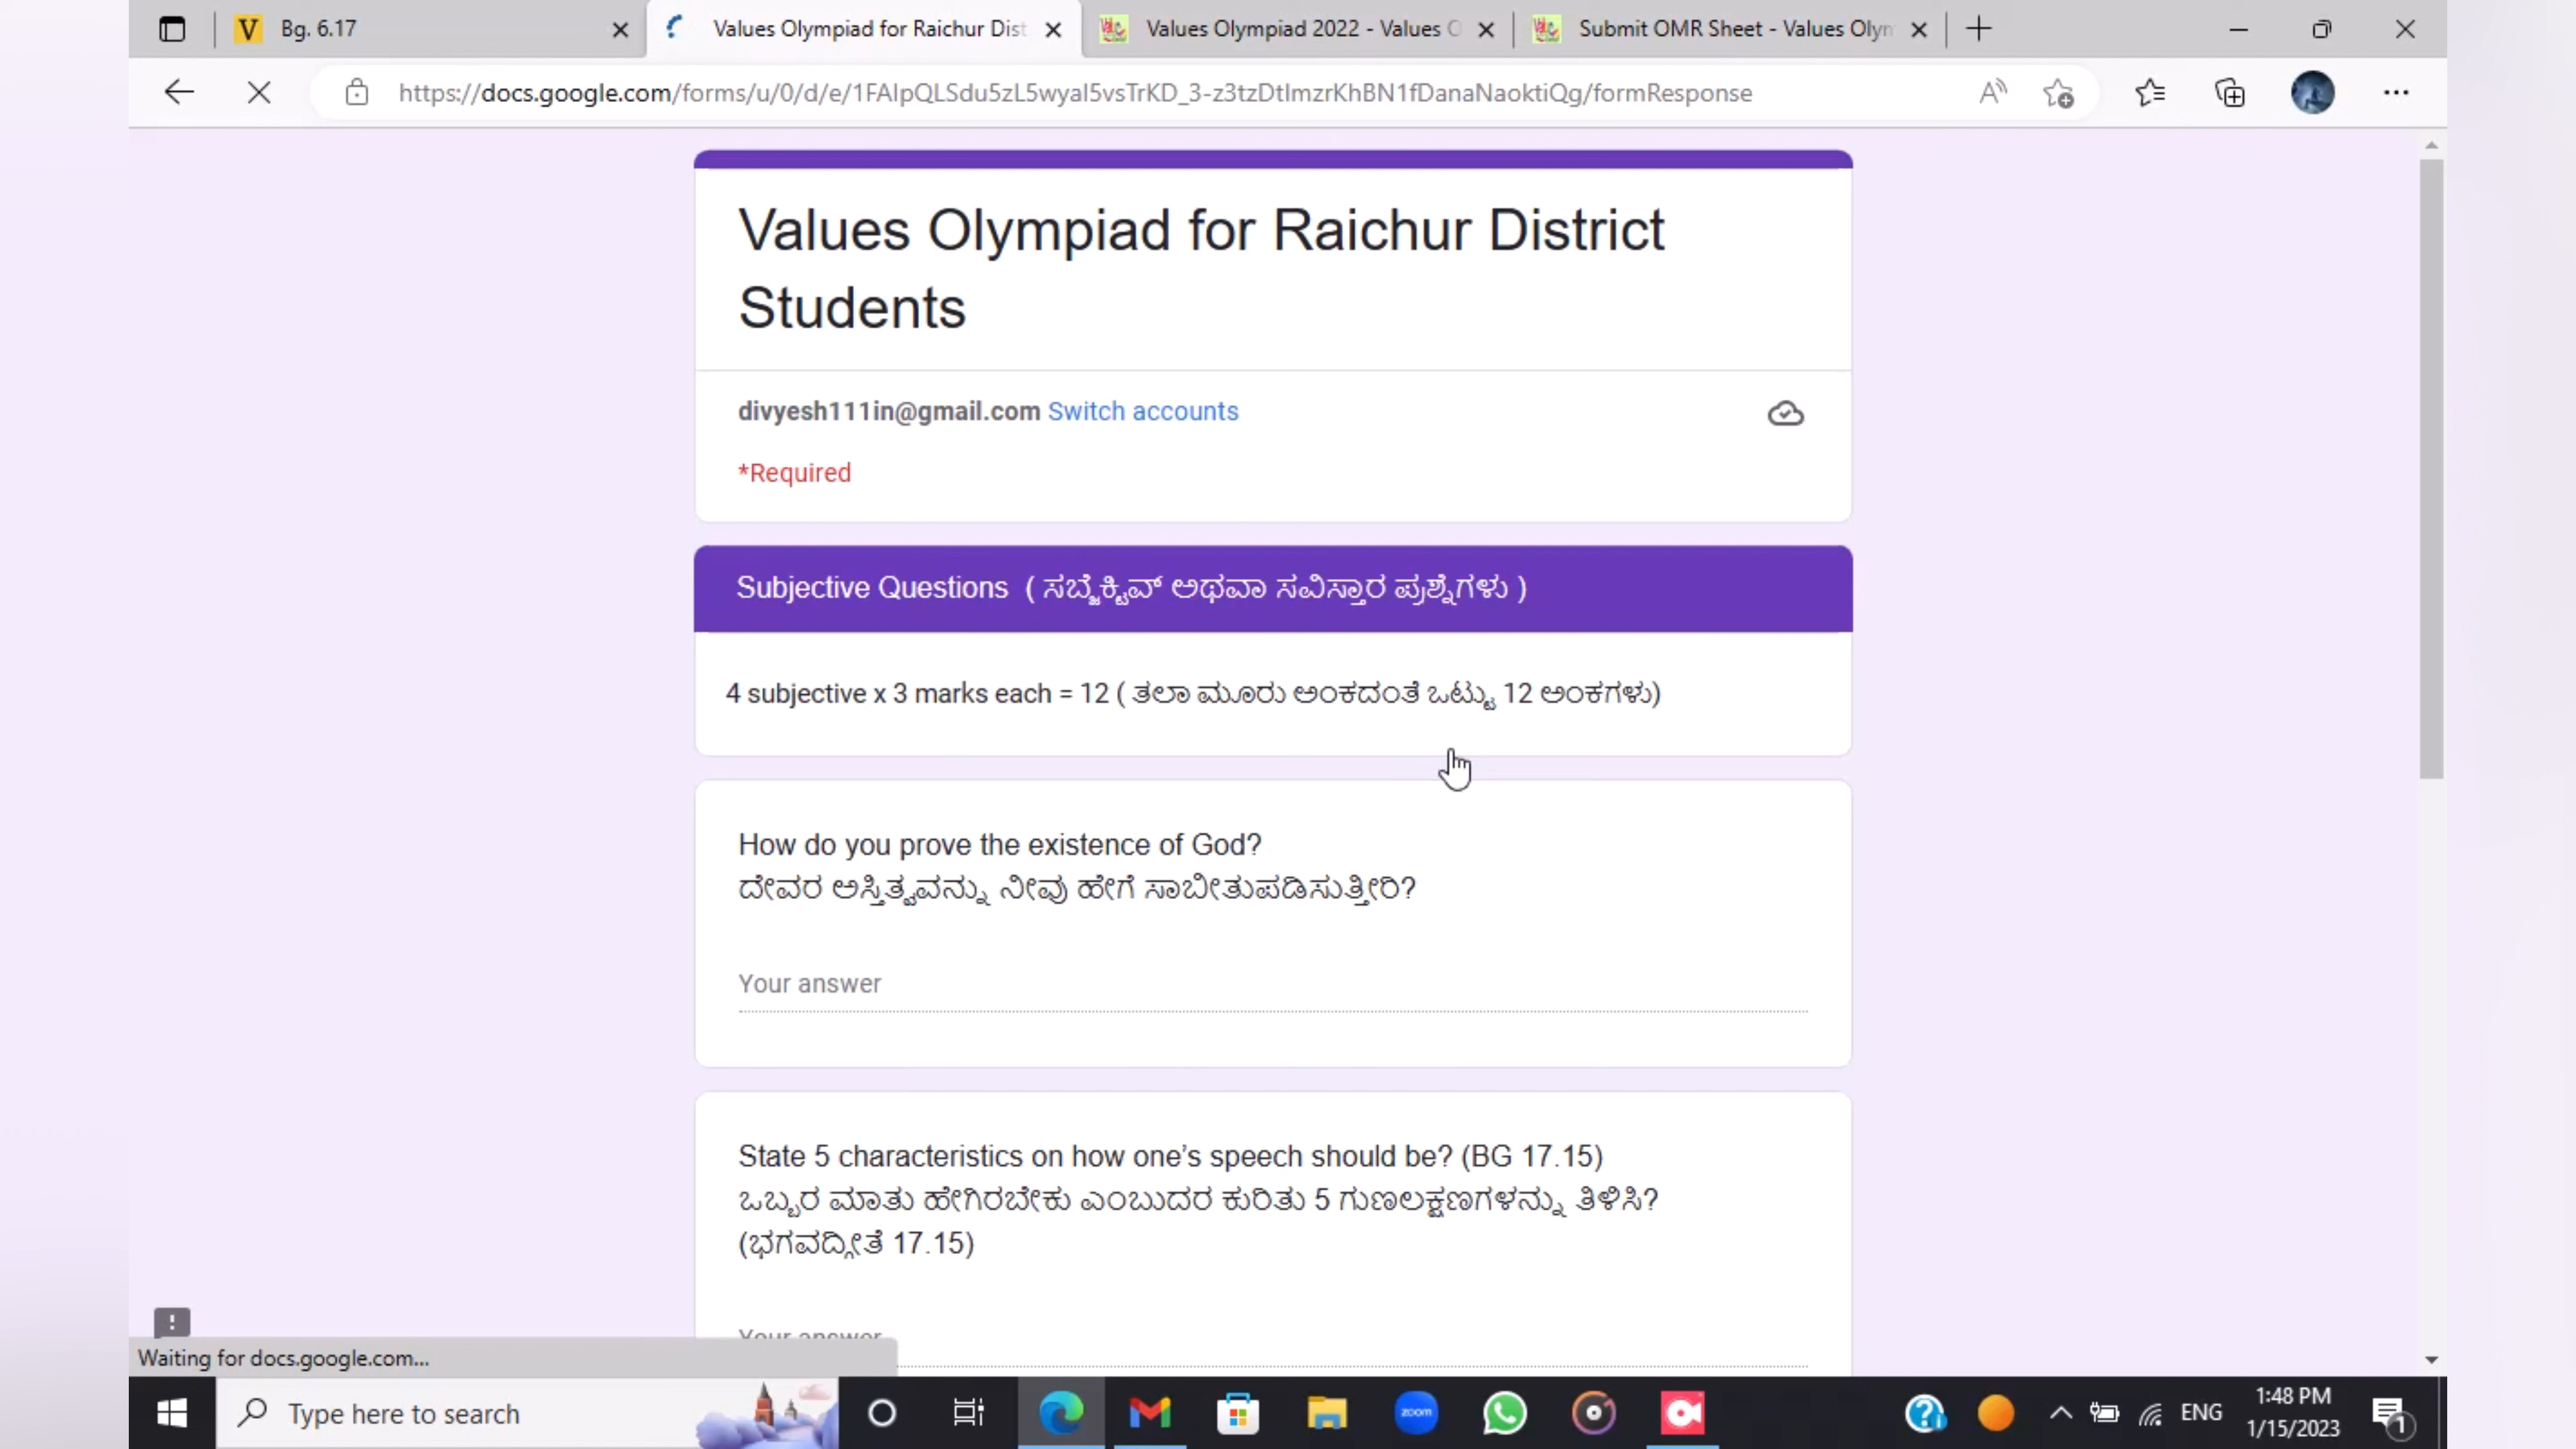 Bg. 6.17
Values Olympiad for Raichur Dist
Values Olympiad 2022 - Values O
Submit OMR Sheet - Values Olym
https://docs.google.com/forms/u/0/d/e/1FAIpQLSdu5zL5wyaI5vsTrKD_3-z3tzDtImzrKhBN1fDanaNaoktiQg/formResponse
Values Olympiad for Raichur District
Students
divyesh111in@gmail.com Switch accounts
*Required
Subjective Questions ( ಸಬ್ಜೆಕ್ಟಿವ್ ಅಥವಾ ಸವಿಸ್ತಾರ ಪ್ರಶ್ನೆಗಳು )
4 subjective x 3 marks each = 12 ( ತಲಾ ಮೂರು ಅಂಕದಂತೆ ಒಟ್ಟು 12 ಅಂಕಗಳು)
How do you prove the existence of God?
ದೇವರ ಅಸ್ತಿತ್ವವನ್ನು ನೀವು ಹೇಗೆ ಸಾಬೀತುಪಡಿಸುತ್ತೀರಿ?
Your answer
State 5 characteristics on how one’s speech should be? (BG 17.15)
ಒಬ್ಬರ ಮಾತು ಹೇಗಿರಬೇಕು ಎಂಬುದರ ಕುರಿತು 5 ಗುಣಲಕ್ಷಣಗಳನ್ನು ತಿಳಿಸಿ?
(ಭಗವದ್ಗೀತೆ 17.15)
Your answer
Waiting for docs.google.com...
Type here to search
zoom
ENG
1:48 PM
1/15/2023
1